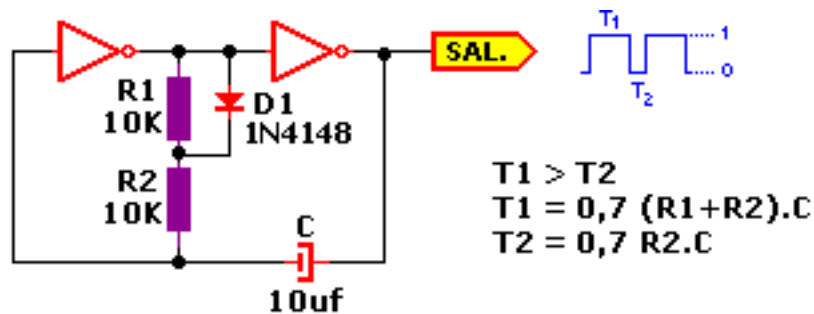 SAL.
T1
1
0
T2
R1
10K
D1
1N4148
R2
10K
C
10uf
T1 > T2
T1 = 0,7 (R1+R2).C
T2 = 0,7 R2.C